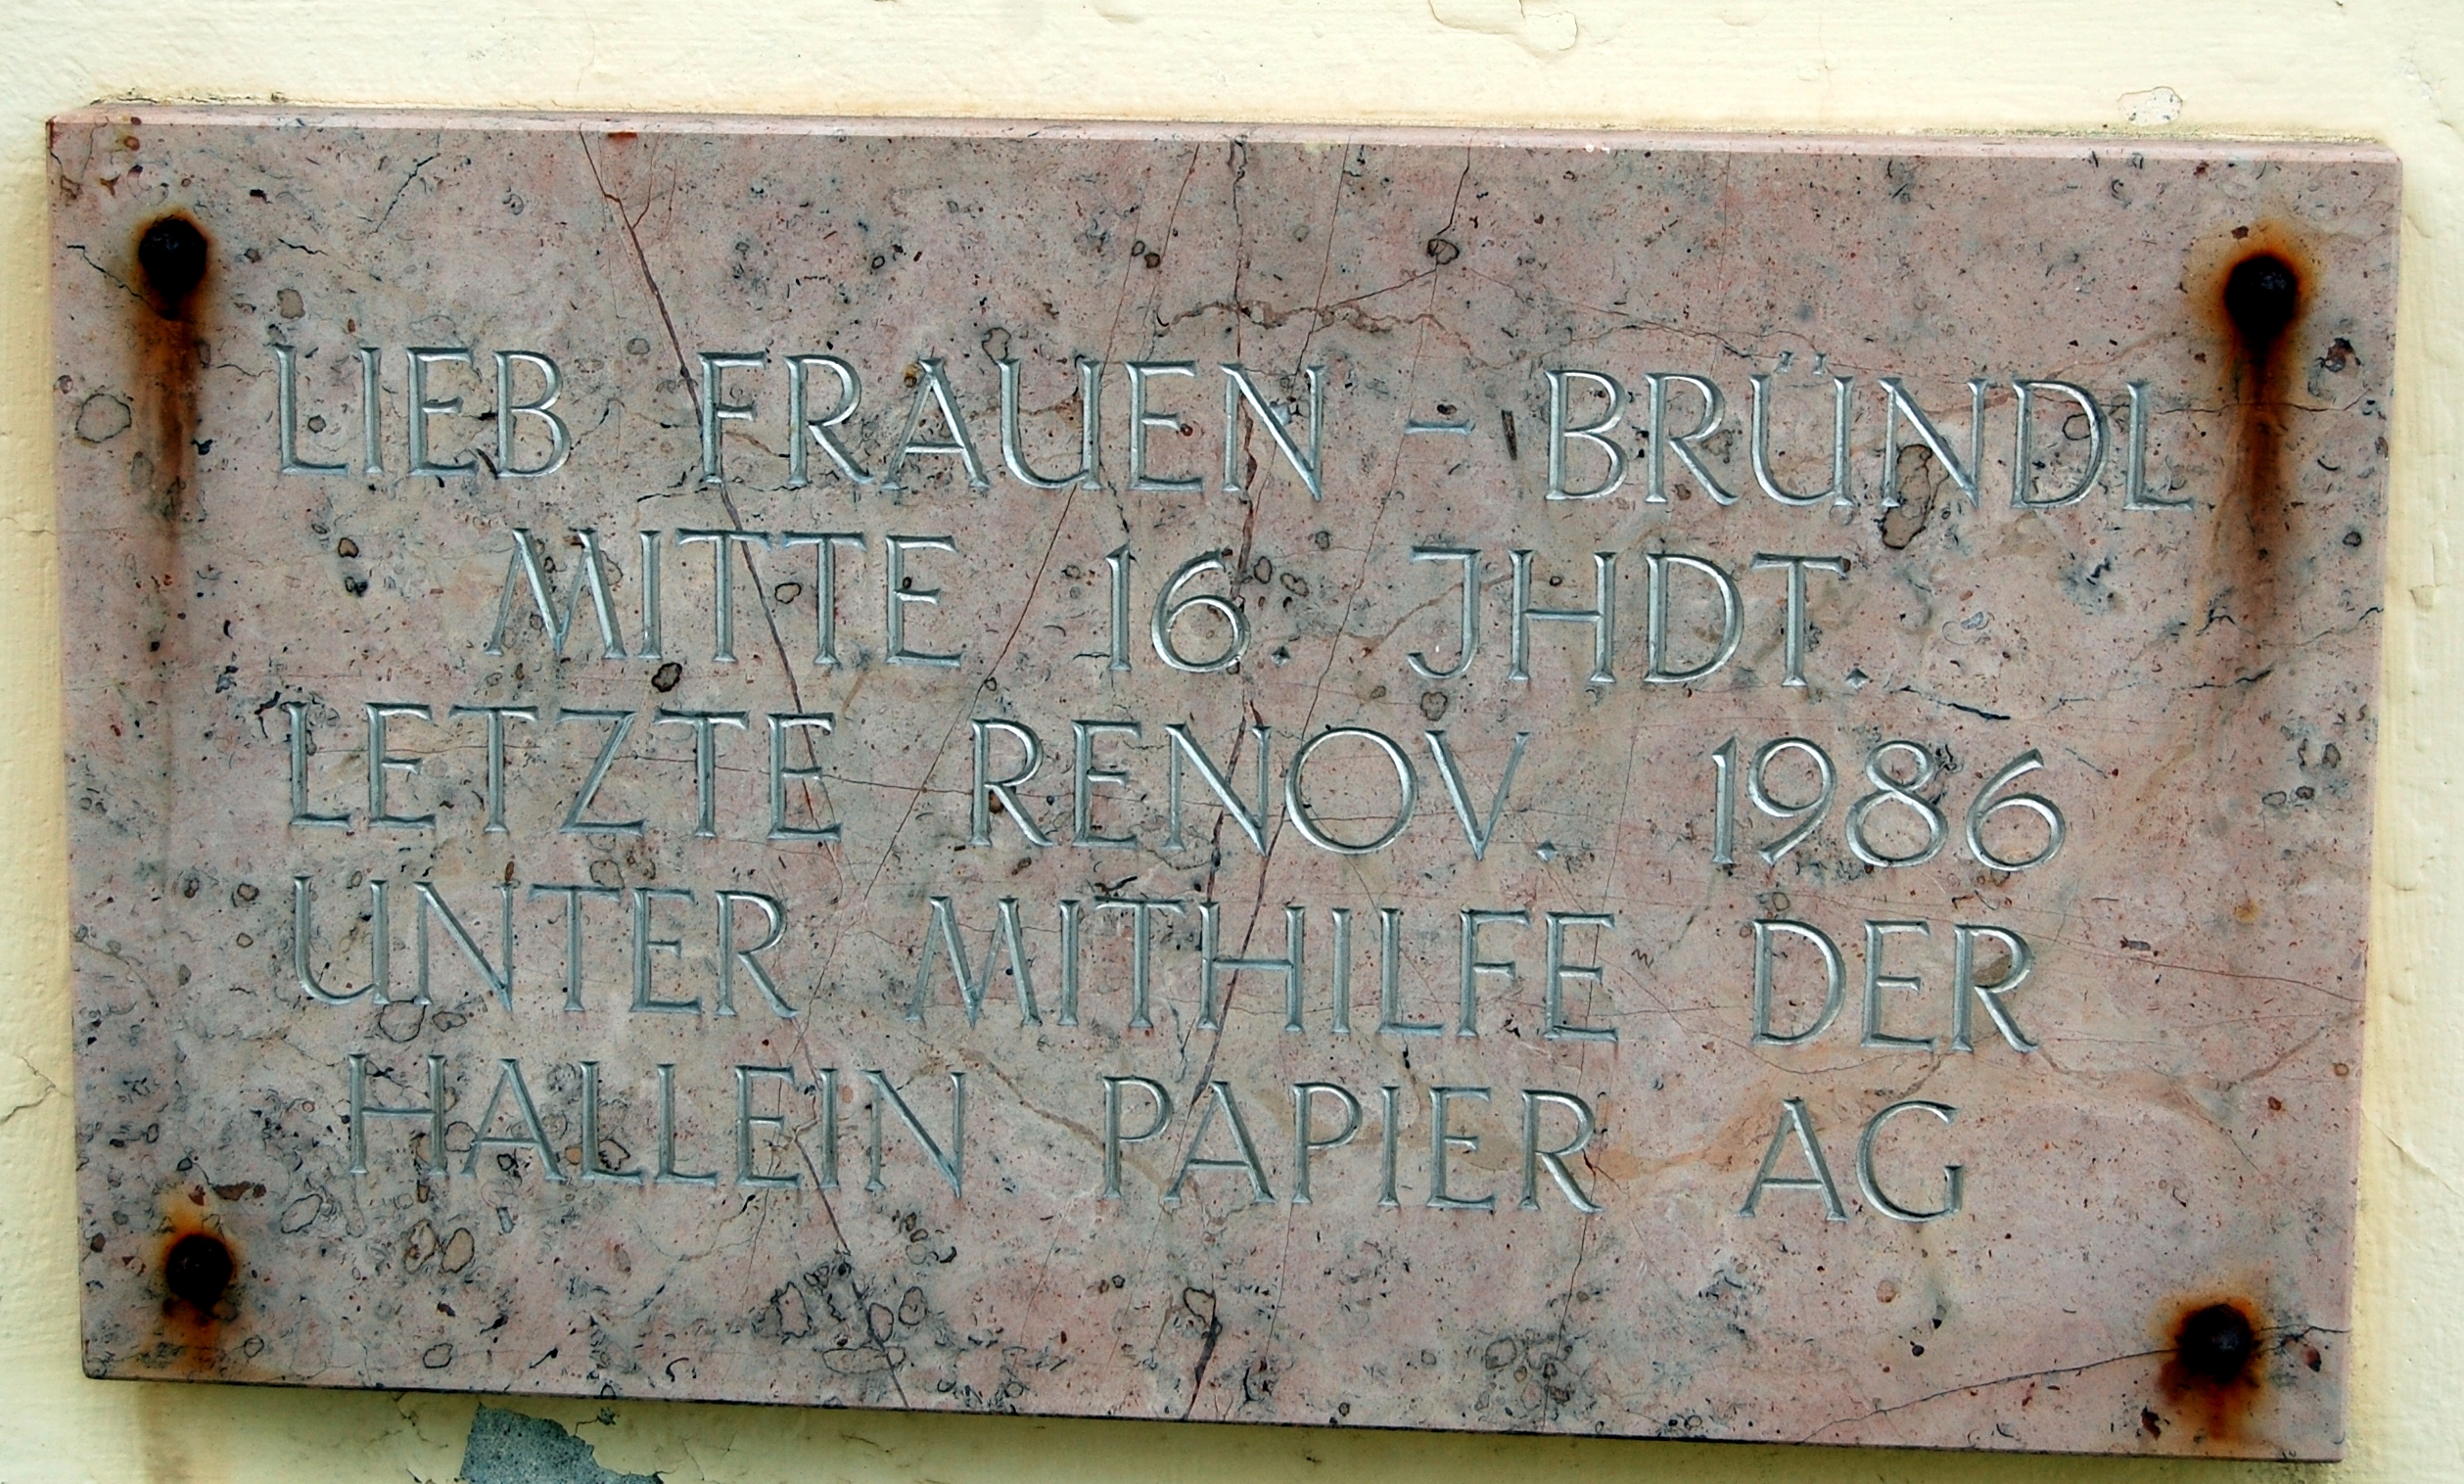 LIEB FRAUEN - BRÜNDL
MITTE 16. JHDT.
LETZTE RENOV. 1986
UNTER MITHILFE DER
HALLEIN PAPIER AG